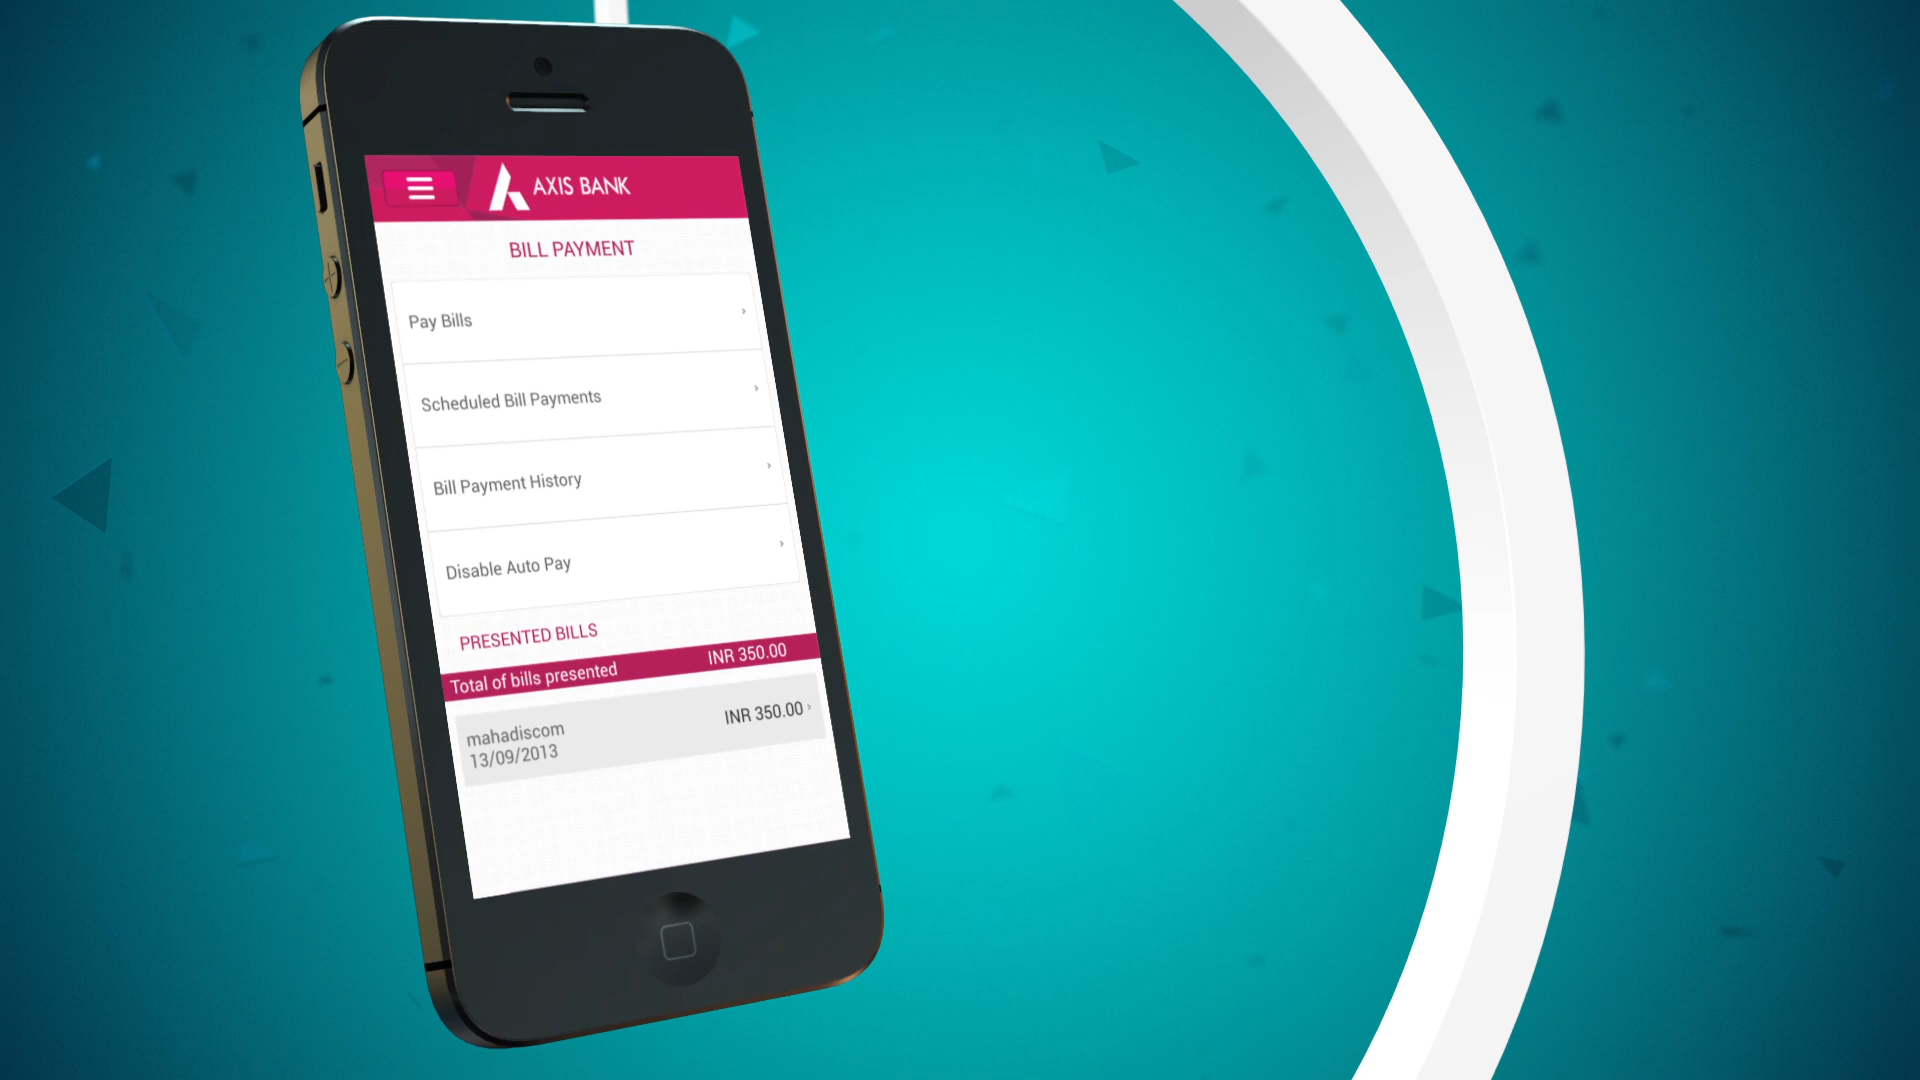 AXIS BANK
BILL PAYMENT
Pay Bills
Scheduled Bill Payments
Bill Payment History
Disable Auto Pay
PRESENTED BILLS
Total of bills presented INR 350.00
mahadiscom INR 350.00
13/09/2013